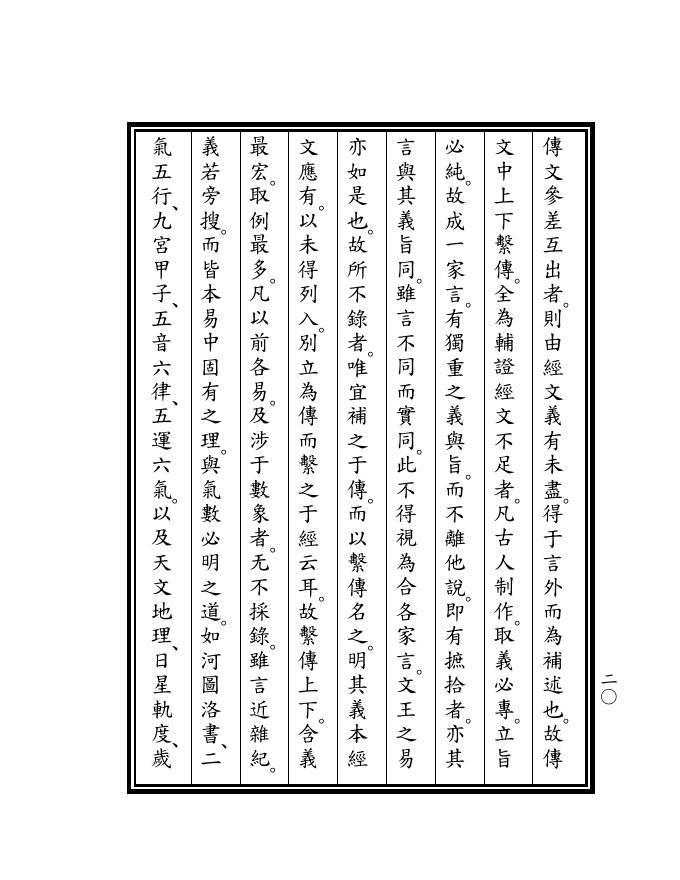 傳文參差互出者。則由經文義有未盡。得于言外而為補述也。故傳
文中上下繫傳。全為輔證經文不足者。凡古人制作。取義必專。立旨
必純。故成一家言。有獨重之義與旨。而不離他說。即有摭拾者。亦其
言與其義旨同。雖言不同而實同。此不得視為合各家言。文王之易
亦如是也。故所不錄者。唯宜補之于傳。而以繫傳名之。明其義本經
文應有。以未得列入。別立為傳而繫之于經云耳。故繫傳上下。含義
最宏。取例最多。凡以前各易。及涉于數象者。无不採錄。雖言近雜紀。
義若旁搜。而皆本易中固有之理。與氣數必明之道。如河圖洛書、二
氣五行、九宮甲子、五音六律、五運六氣。以及天文地理、日星軌度、歲
二〇